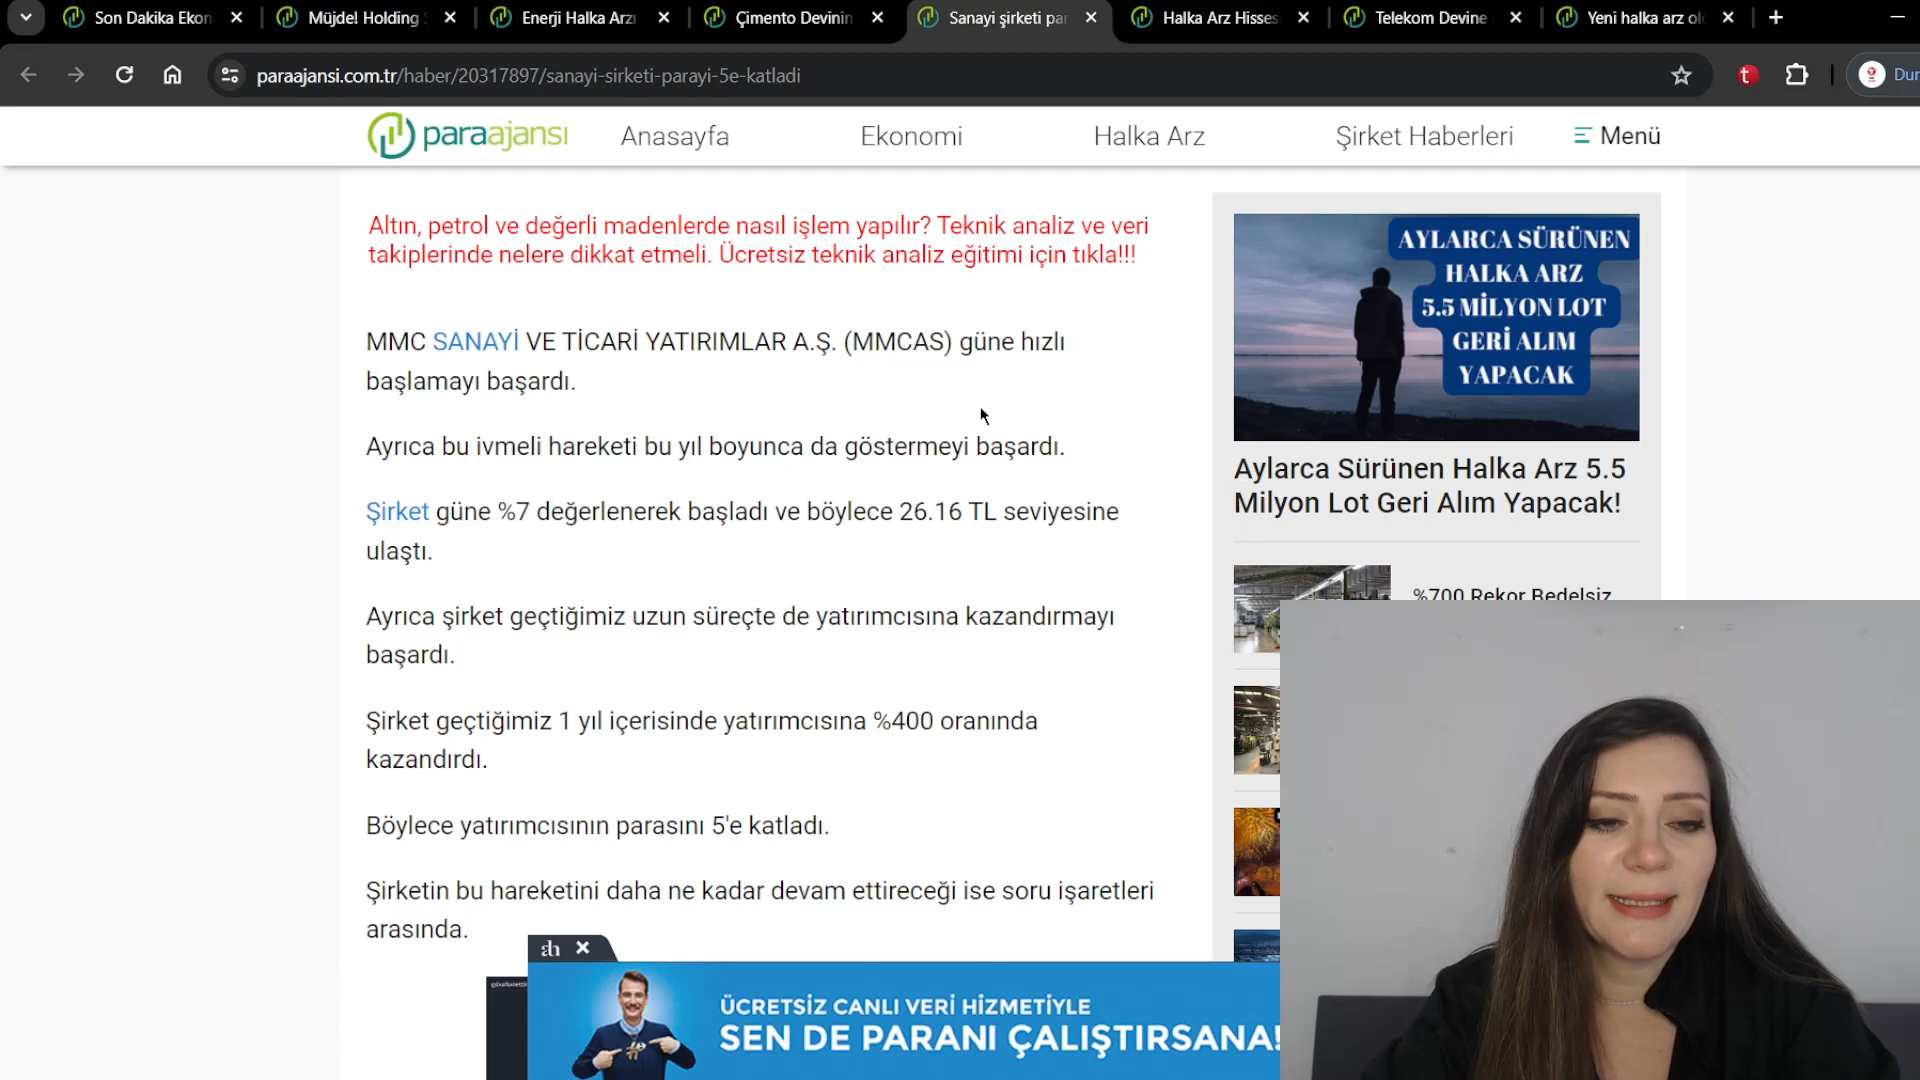 Son Dakika Ekon
Müjde! Holding
Enerji Halka Arzı
Çimento Devinin
Sanayi şirketi par
Halka Arz Hisses
Telekom Devine
Yeni halka arz ol
paraajansi.com.tr/haber/20317897/sanayi-sirketi-parayi-5e-katladi
t
Dur
paraajansı
Anasayfa
Ekonomi
Halka Arz
Şirket Haberleri
Menü
Altın, petrol ve değerli madenlerde nasıl işlem yapılır? Teknik analiz ve veri
takiplerinde nelere dikkat etmeli. Ücretsiz teknik analiz eğitimi için tıkla!!!
MMC SANAYİ VE TİCARİ YATIRIMLAR A.Ş. (MMCAS) güne hızlı
başlamayı başardı.
Ayrıca bu ivmeli hareketi bu yıl boyunca da göstermeyi başardı.
Şirket güne %7 değerlenerek başladı ve böylece 26.16 TL seviyesine
ulaştı.
Ayrıca şirket geçtiğimiz uzun süreçte de yatırımcısına kazandırmayı
başardı.
Şirket geçtiğimiz 1 yıl içerisinde yatırımcısına %400 oranında
kazandırdı.
Böylece yatırımcısının parasını 5'e katladı.
Şirketin bu hareketini daha ne kadar devam ettireceği ise soru işaretleri
arasında.
AYLARCA SÜRÜNEN
HALKA ARZ
5.5 MİLYON LOT
GERİ ALIM
YAPACAK
Aylarca Sürünen Halka Arz 5.5
Milyon Lot Geri Alım Yapacak!
%700 Rekor Bedelsiz
ah
ÜCRETSİZ CANLI VERİ HİZMETİYLE
SEN DE PARANI ÇALIŞTIRSANA!